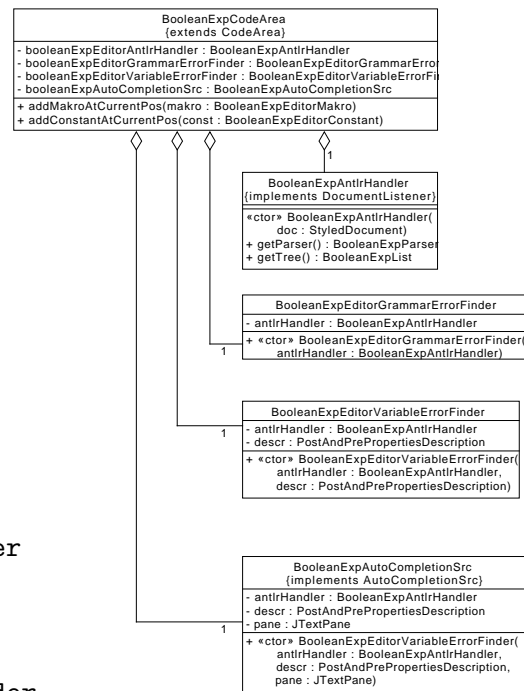 BooleanExpCodeArea
{extends CodeArea}
- booleanExpEditorAntlrHandler : BooleanExpAntlrHandler
- booleanExpEditorGrammarErrorFinder : BooleanExpEditorGrammarError
- booleanExpEditorVariableErrorFinder : BooleanExpEditorVariableErrorFi
- booleanExpAutoCompletionSrc : BooleanExpAutoCompletionSrc
+ addMakroAtCurrentPos(makro : BooleanExpEditorMakro)
+ addConstantAtCurrentPos(const : BooleanExpEditorConstant)
1
BooleanExpAntlrHandler
{implements DocumentListener}
«ctor» BooleanExpAntlrHandler(
doc : StyledDocument)
+ getParser() : BooleanExpParser
+ getTree() : BooleanExpList
BooleanExpEditorGrammarErrorFinder
- antlrHandler : BooleanExpAntlrHandler
+ «ctor» BooleanExpEditorGrammarErrorFinder(
antlrHandler : BooleanExpAntlrHandler)
1
BooleanExpEditorVariableErrorFinder
- antlrHandler : BooleanExpAntlrHandler
- descr : PostAndPrePropertiesDescription
+ «ctor» BooleanExpEditorVariableErrorFinder(
antlrHandler : BooleanExpAntlrHandler,
descr : PostAndPrePropertiesDescription)
1
er
BooleanExpAutoCompletionSrc
{implements AutoCompletionSrc}
- antlrHandler : BooleanExpAntlrHandler
- descr : PostAndPrePropertiesDescription
- pane : JTextPane
+ «ctor» BooleanExpEditorVariableErrorFinder(
antlrHandler : BooleanExpAntlrHandler,
descr : PostAndPrePropertiesDescription,
pane : JTextPane)
1